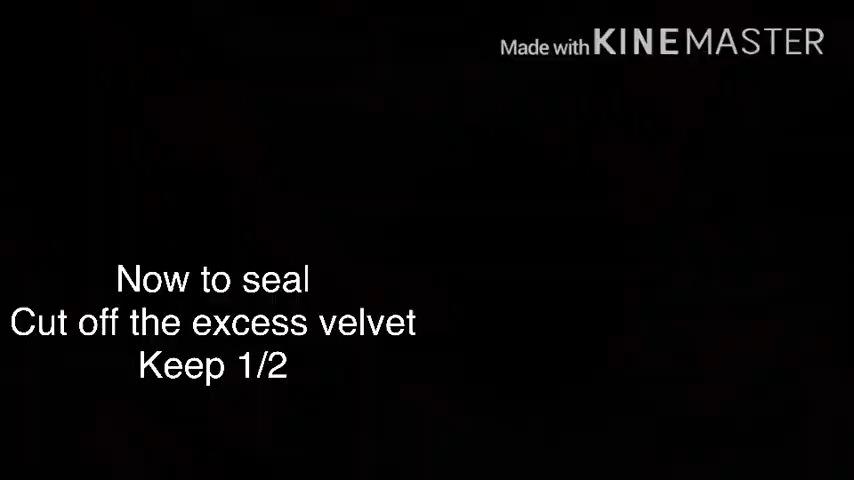 Made with KINEMASTER
Now to seal
Cut off the excess velvet
Keep 1/2